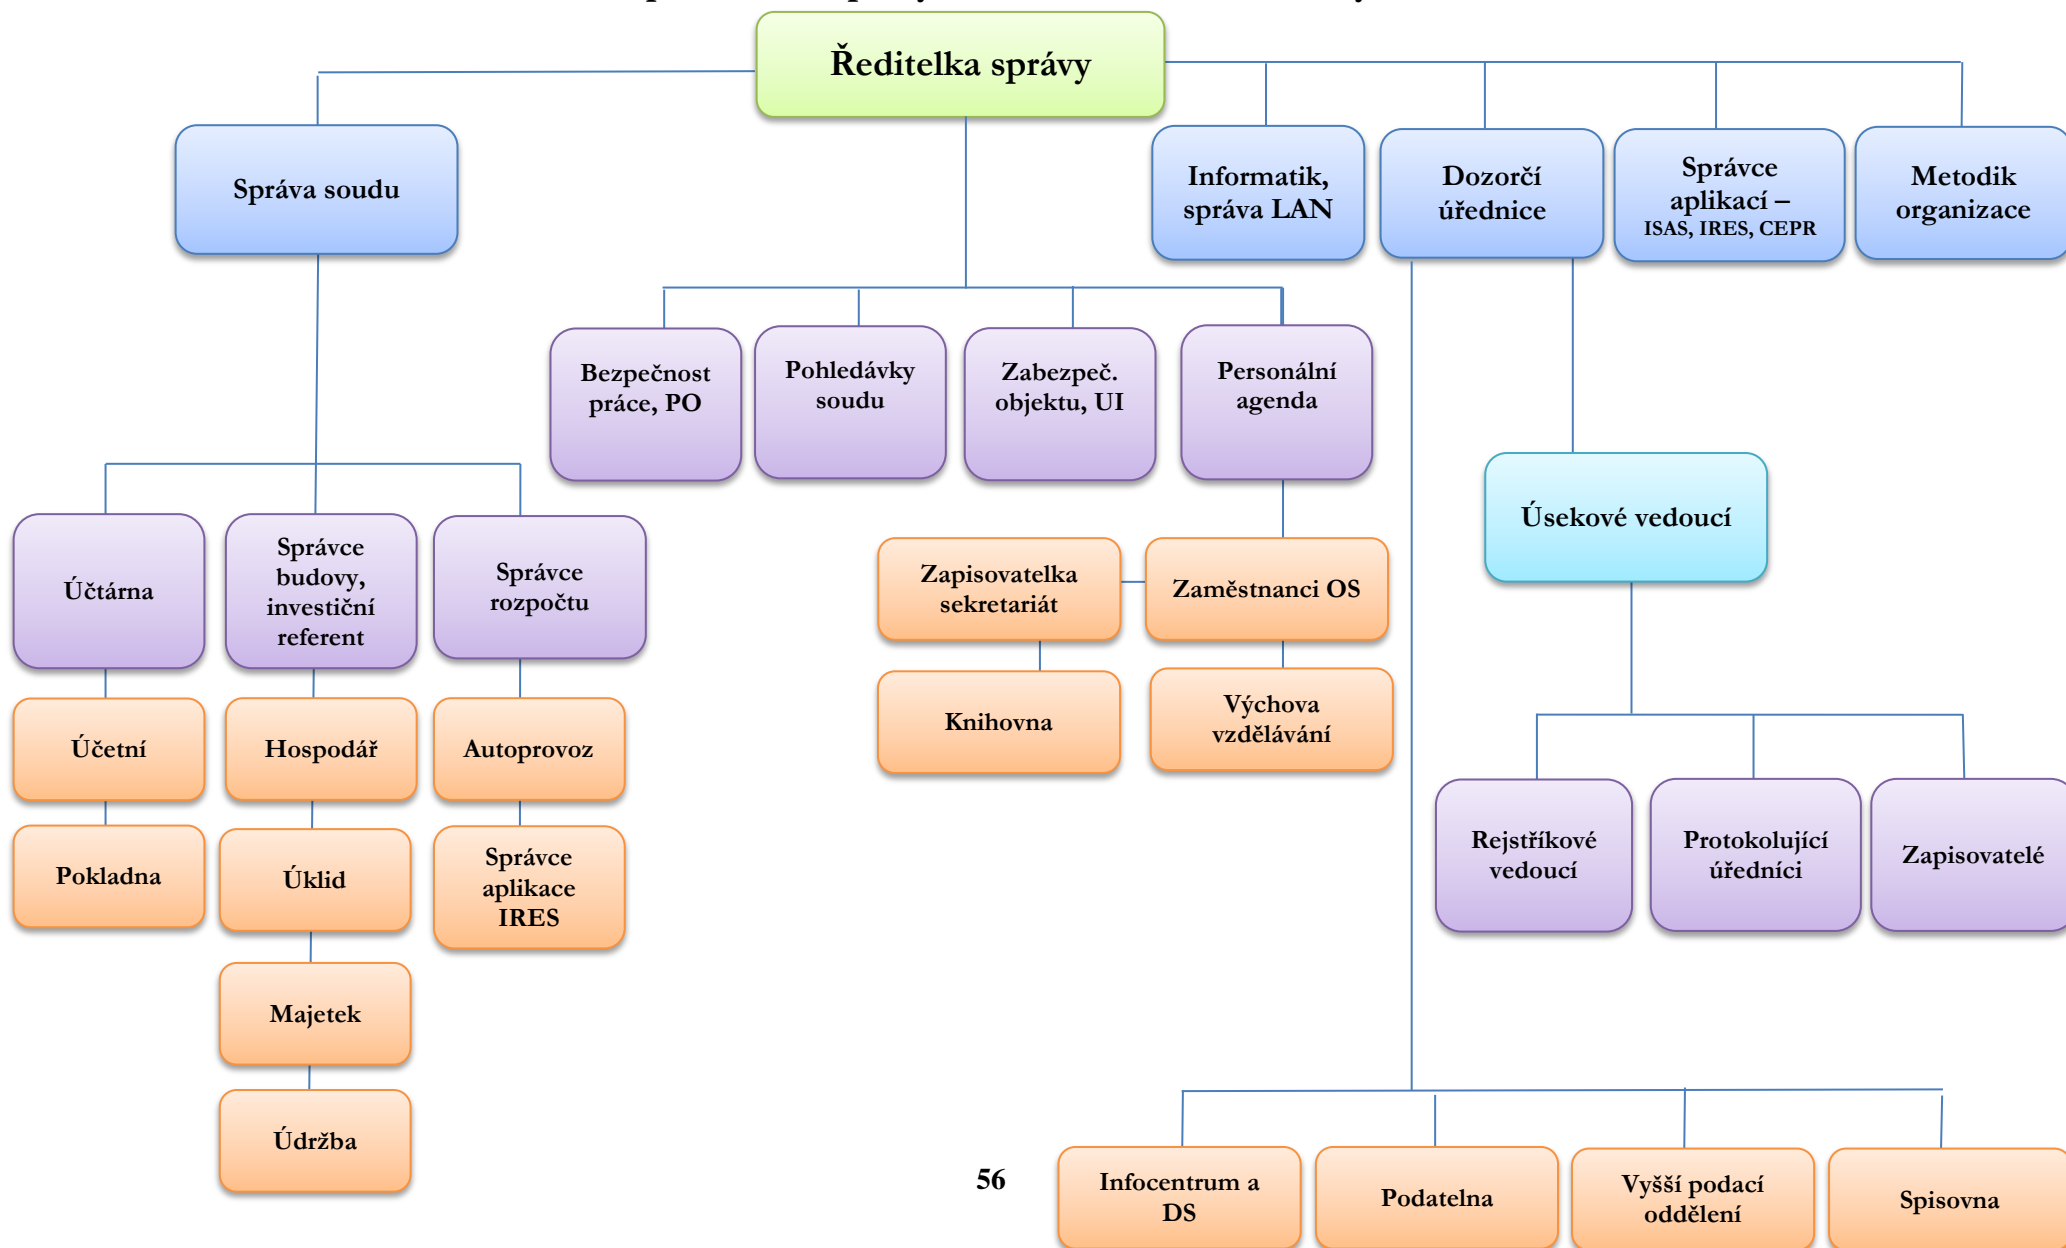 Ředitelka správy
Správa soudu
Informatik,
správa LAN
Dozorčí
úřednice
Správce
aplikací –
ISAS, IRES, CEPR
Metodik
organizace
Bezpečnost
práce, PO
Pohledávky
soudu
Zabezpeč.
objektu, UI
Personální
agenda
Úsekové vedoucí
Účtárna
Správce
budovy,
investiční
referent
Správce
rozpočtu
Zapisovatelka
sekretariát
Zaměstnanci OS
Účetní
Hospodář
Autoprovoz
Knihovna
Výchova
vzdělávání
Pokladna
Úklid
Správce
aplikace
IRES
Rejstříkové
vedoucí
Protokolující
úředníci
Zapisovatelé
Majetek
Údržba
56
Infocentrum a
DS
Podatelna
Vyšší podací
oddělení
Spisovna